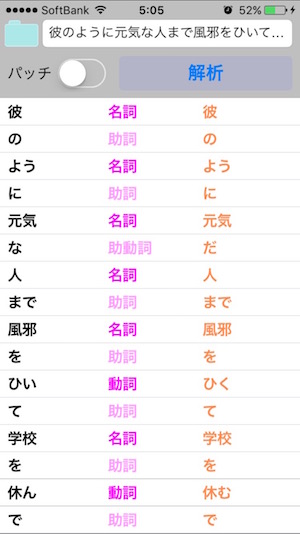 SoftBank 5:05 52%
彼のように元気な人まで風邪をひいて…
パッチ 解析
彼 名詞 彼
の 助詞 の
よう 名詞 よう
に 助詞 に
元気 名詞 元気
な 助動詞 だ
人 名詞 人
まで 助詞 まで
風邪 名詞 風邪
を 助詞 を
ひい 動詞 ひく
て 助詞 て
学校 名詞 学校
を 助詞 を
休ん 動詞 休む
で 助詞 で